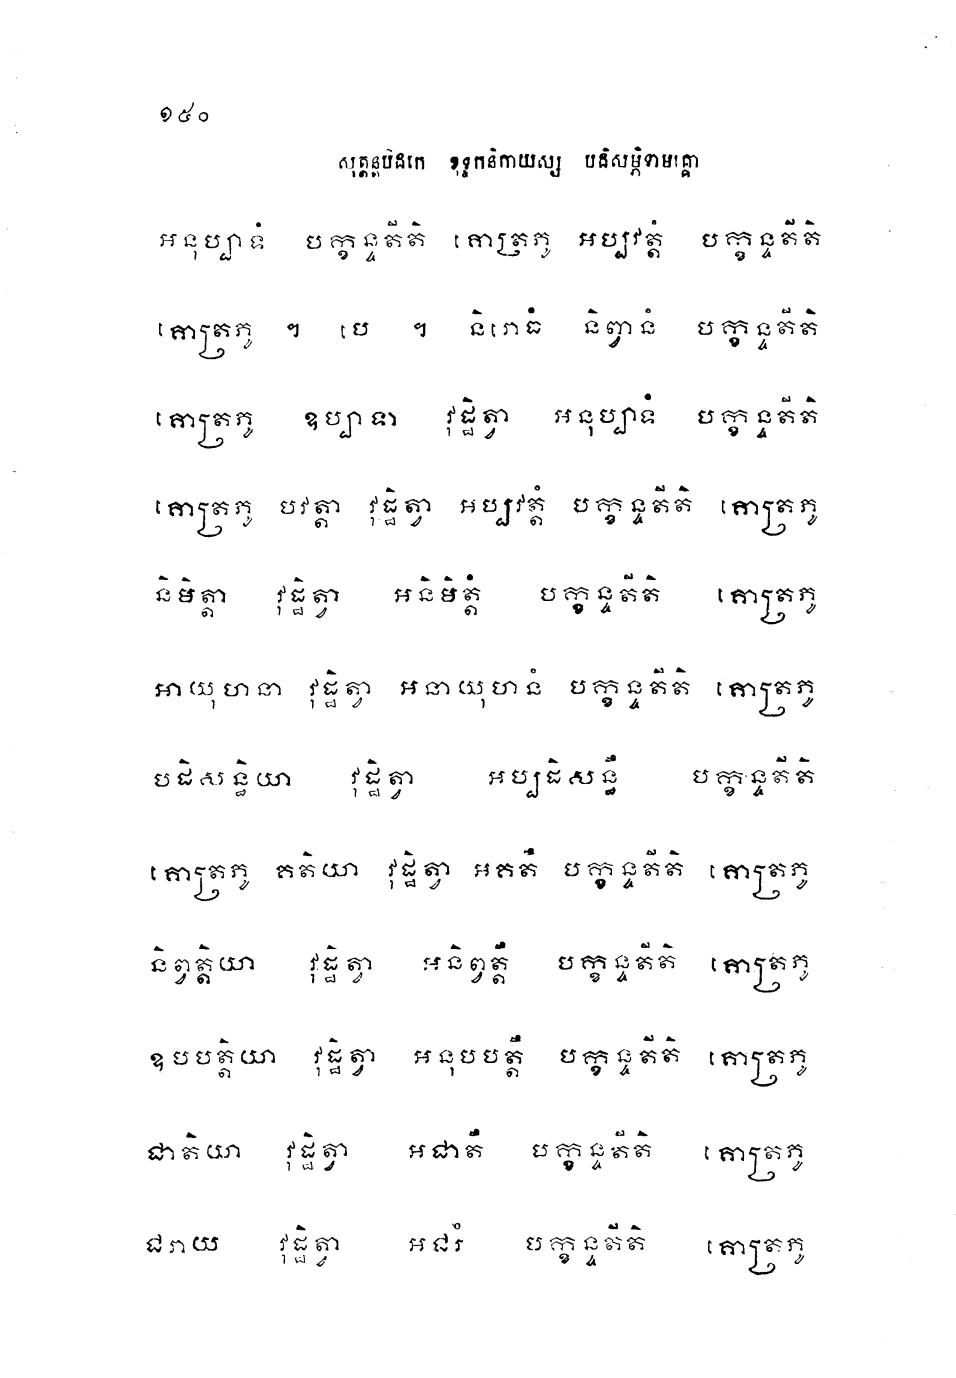 ១៥០
សុត្តន្តបិដកេ ខុទ្ទកនិកាយស្ស បដិសម្ភិទាមគ្គោ
អនុប្បាទំ បក្ខន្ទតីតិ គោត្រភូ អប្បវត្តំ បក្ខន្ទតីតិ
គោត្រភូ ។ បេ ។ និរោធំ និព្វានំ បក្ខន្ទតីតិ
គោត្រភូ ឧប្បាទា វុដ្ឋិត្វា អនុប្បាទំ បក្ខន្ទតីតិ
គោត្រភូ បវត្តា វុដ្ឋិត្វា អប្បវត្តំ បក្ខន្ទតីតិ គោត្រភូ
និមិត្តា វុដ្ឋិត្វា អនិមិត្តំ បក្ខន្ទតីតិ គោត្រភូ
អាយុហនា វុដ្ឋិត្វា អនាយុហនំ បក្ខន្ទតីតិ គោត្រភូ
បដិសន្ធិយា វុដ្ឋិត្វា អប្បដិសន្ធឹ បក្ខន្ទតីតិ
គោត្រភូ គតិយា វុដ្ឋិត្វា អគតឹ បក្ខន្ទតីតិ គោត្រភូ
និព្វត្តិយា វុដ្ឋិត្វា អនិព្វត្តឹ បក្ខន្ទតីតិ គោត្រភូ
ឧបបត្តិយា វុដ្ឋិត្វា អនុបបត្តឹ បក្ខន្ទតីតិ គោត្រភូ
ជាតិយា វុដ្ឋិត្វា អជាតឹ បក្ខន្ទតីតិ គោត្រភូ
ជរាយ វុដ្ឋិត្វា អជរំ បក្ខន្ទតីតិ គោត្រភូ